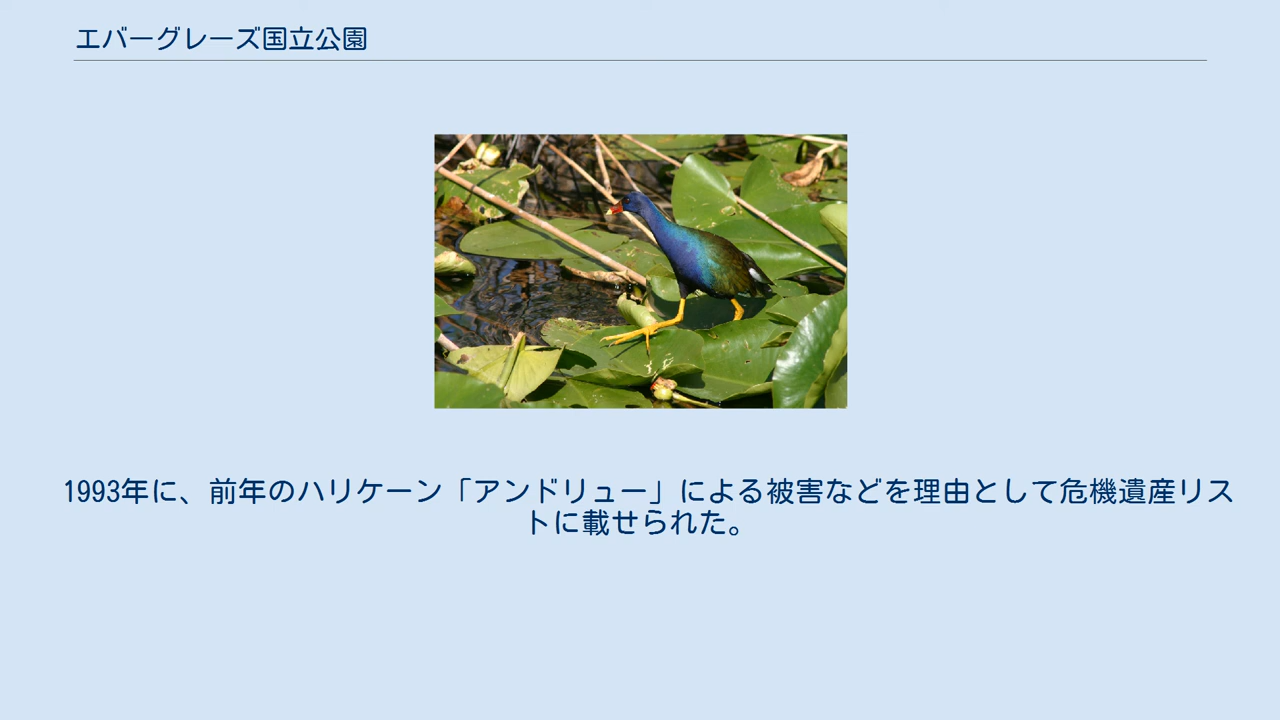 エバーグレーズ国立公園
1993年に、前年のハリケーン「アンドリュー」による被害などを理由として危機遺産リス
トに載せられた。